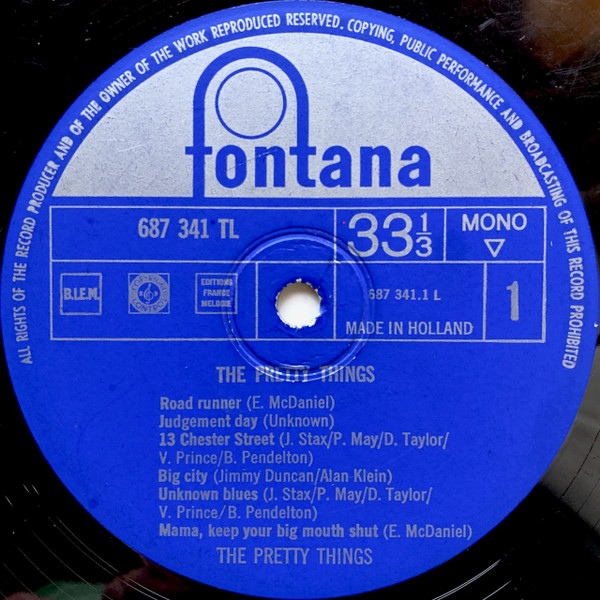 ALL RIGHTS OF THE RECORD PRODUCER AND OF THE OWNER OF THE WORK REPRODUCED RESERVED. COPYING, PUBLIC PERFORMANCE AND BROADCASTING OF THIS RECORD PROHIBITED
fontana
687 341 TL
33 1/3
MONO
B.I.E.M.
EDITIONS
FRANCE
MELODIE
687 341.1 L
MADE IN HOLLAND
1
THE PRETTY THINGS
Road runner (E. McDaniel)
Judgement day (Unknown)
13 Chester Street (J. Stax/P. May/D. Taylor/
V. Prince/B. Pendelton)
Big city (Jimmy Duncan/Alan Klein)
Unknown blues (J. Stax/P. May/D. Taylor/
V. Prince/B. Pendelton)
Mama, keep your big mouth shut (E. McDaniel)
THE PRETTY THINGS